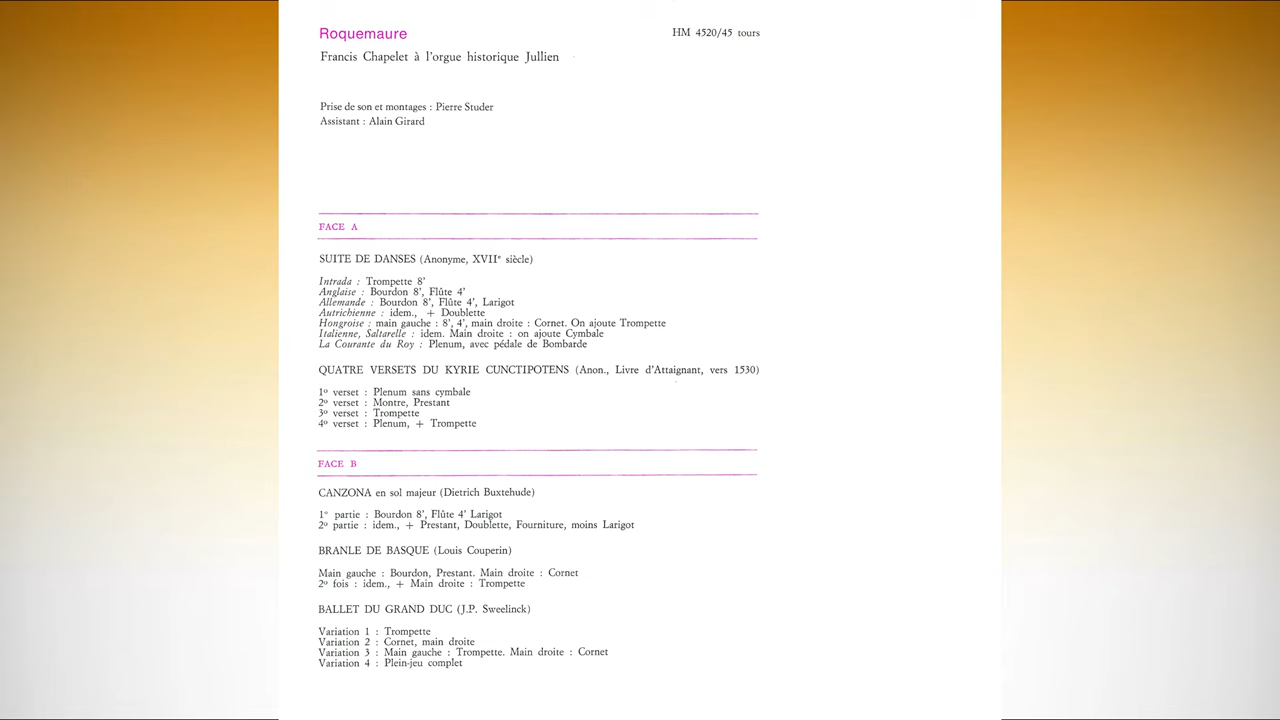 Roquemaure
HM 4520/45 tours
Francis Chapelet à l'orgue historique Jullien
Prise de son et montages : Pierre Studer
Assistant : Alain Girard
FACE A
SUITE DE DANSES (Anonyme, XVIIe siècle)
Intrada : Trompette 8'
Anglaise : Bourdon 8', Flûte 4'
Allemande : Bourdon 8', Flûte 4', Larigot
Autrichienne : idem., + Doublette
Hongroise : main gauche : 8', 4', main droite : Cornet. On ajoute Trompette
Italienne, Saltarelle : idem. Main droite : on ajoute Cymbale
La Courante du Roy : Plenum, avec pédale de Bombarde
QUATRE VERSETS DU KYRIE CUNCTIPOTENS (Anon., Livre d'Attaignant, vers 1530)
1º verset : Plenum sans cymbale
2º verset : Montre, Prestant
3º verset : Trompette
4º verset : Plenum, + Trompette
FACE B
CANZONA en sol majeur (Dietrich Buxtehude)
1º partie : Bourdon 8', Flûte 4' Larigot
2º partie : idem., + Prestant, Doublette, Fourniture, moins Larigot
BRANLE DE BASQUE (Louis Couperin)
Main gauche : Bourdon, Prestant. Main droite : Cornet
2º fois : idem., + Main droite : Trompette
BALLET DU GRAND DUC (J.P. Sweelinck)
Variation 1 : Trompette
Variation 2 : Cornet, main droite
Variation 3 : Main gauche : Trompette. Main droite : Cornet
Variation 4 : Plein-jeu complet